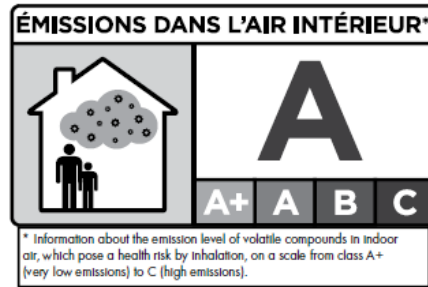 ÉMISSIONS DANS L'AIR INTÉRIEUR*
A
A+ A B C
* Information about the emission level of volatile compounds in indoor
air, which pose a health risk by inhalation, on a scale from class A+
(very low emissions) to C (high emissions).